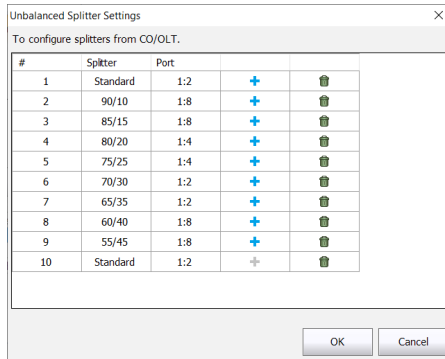 Unbalanced Splitter Settings
To configure splitters from CO/OLT.
# Splitter Port
1 Standard 1:2
2 90/10 1:8
3 85/15 1:8
4 80/20 1:4
5 75/25 1:4
6 70/30 1:2
7 65/35 1:2
8 60/40 1:8
9 55/45 1:8
10 Standard 1:2
OK Cancel